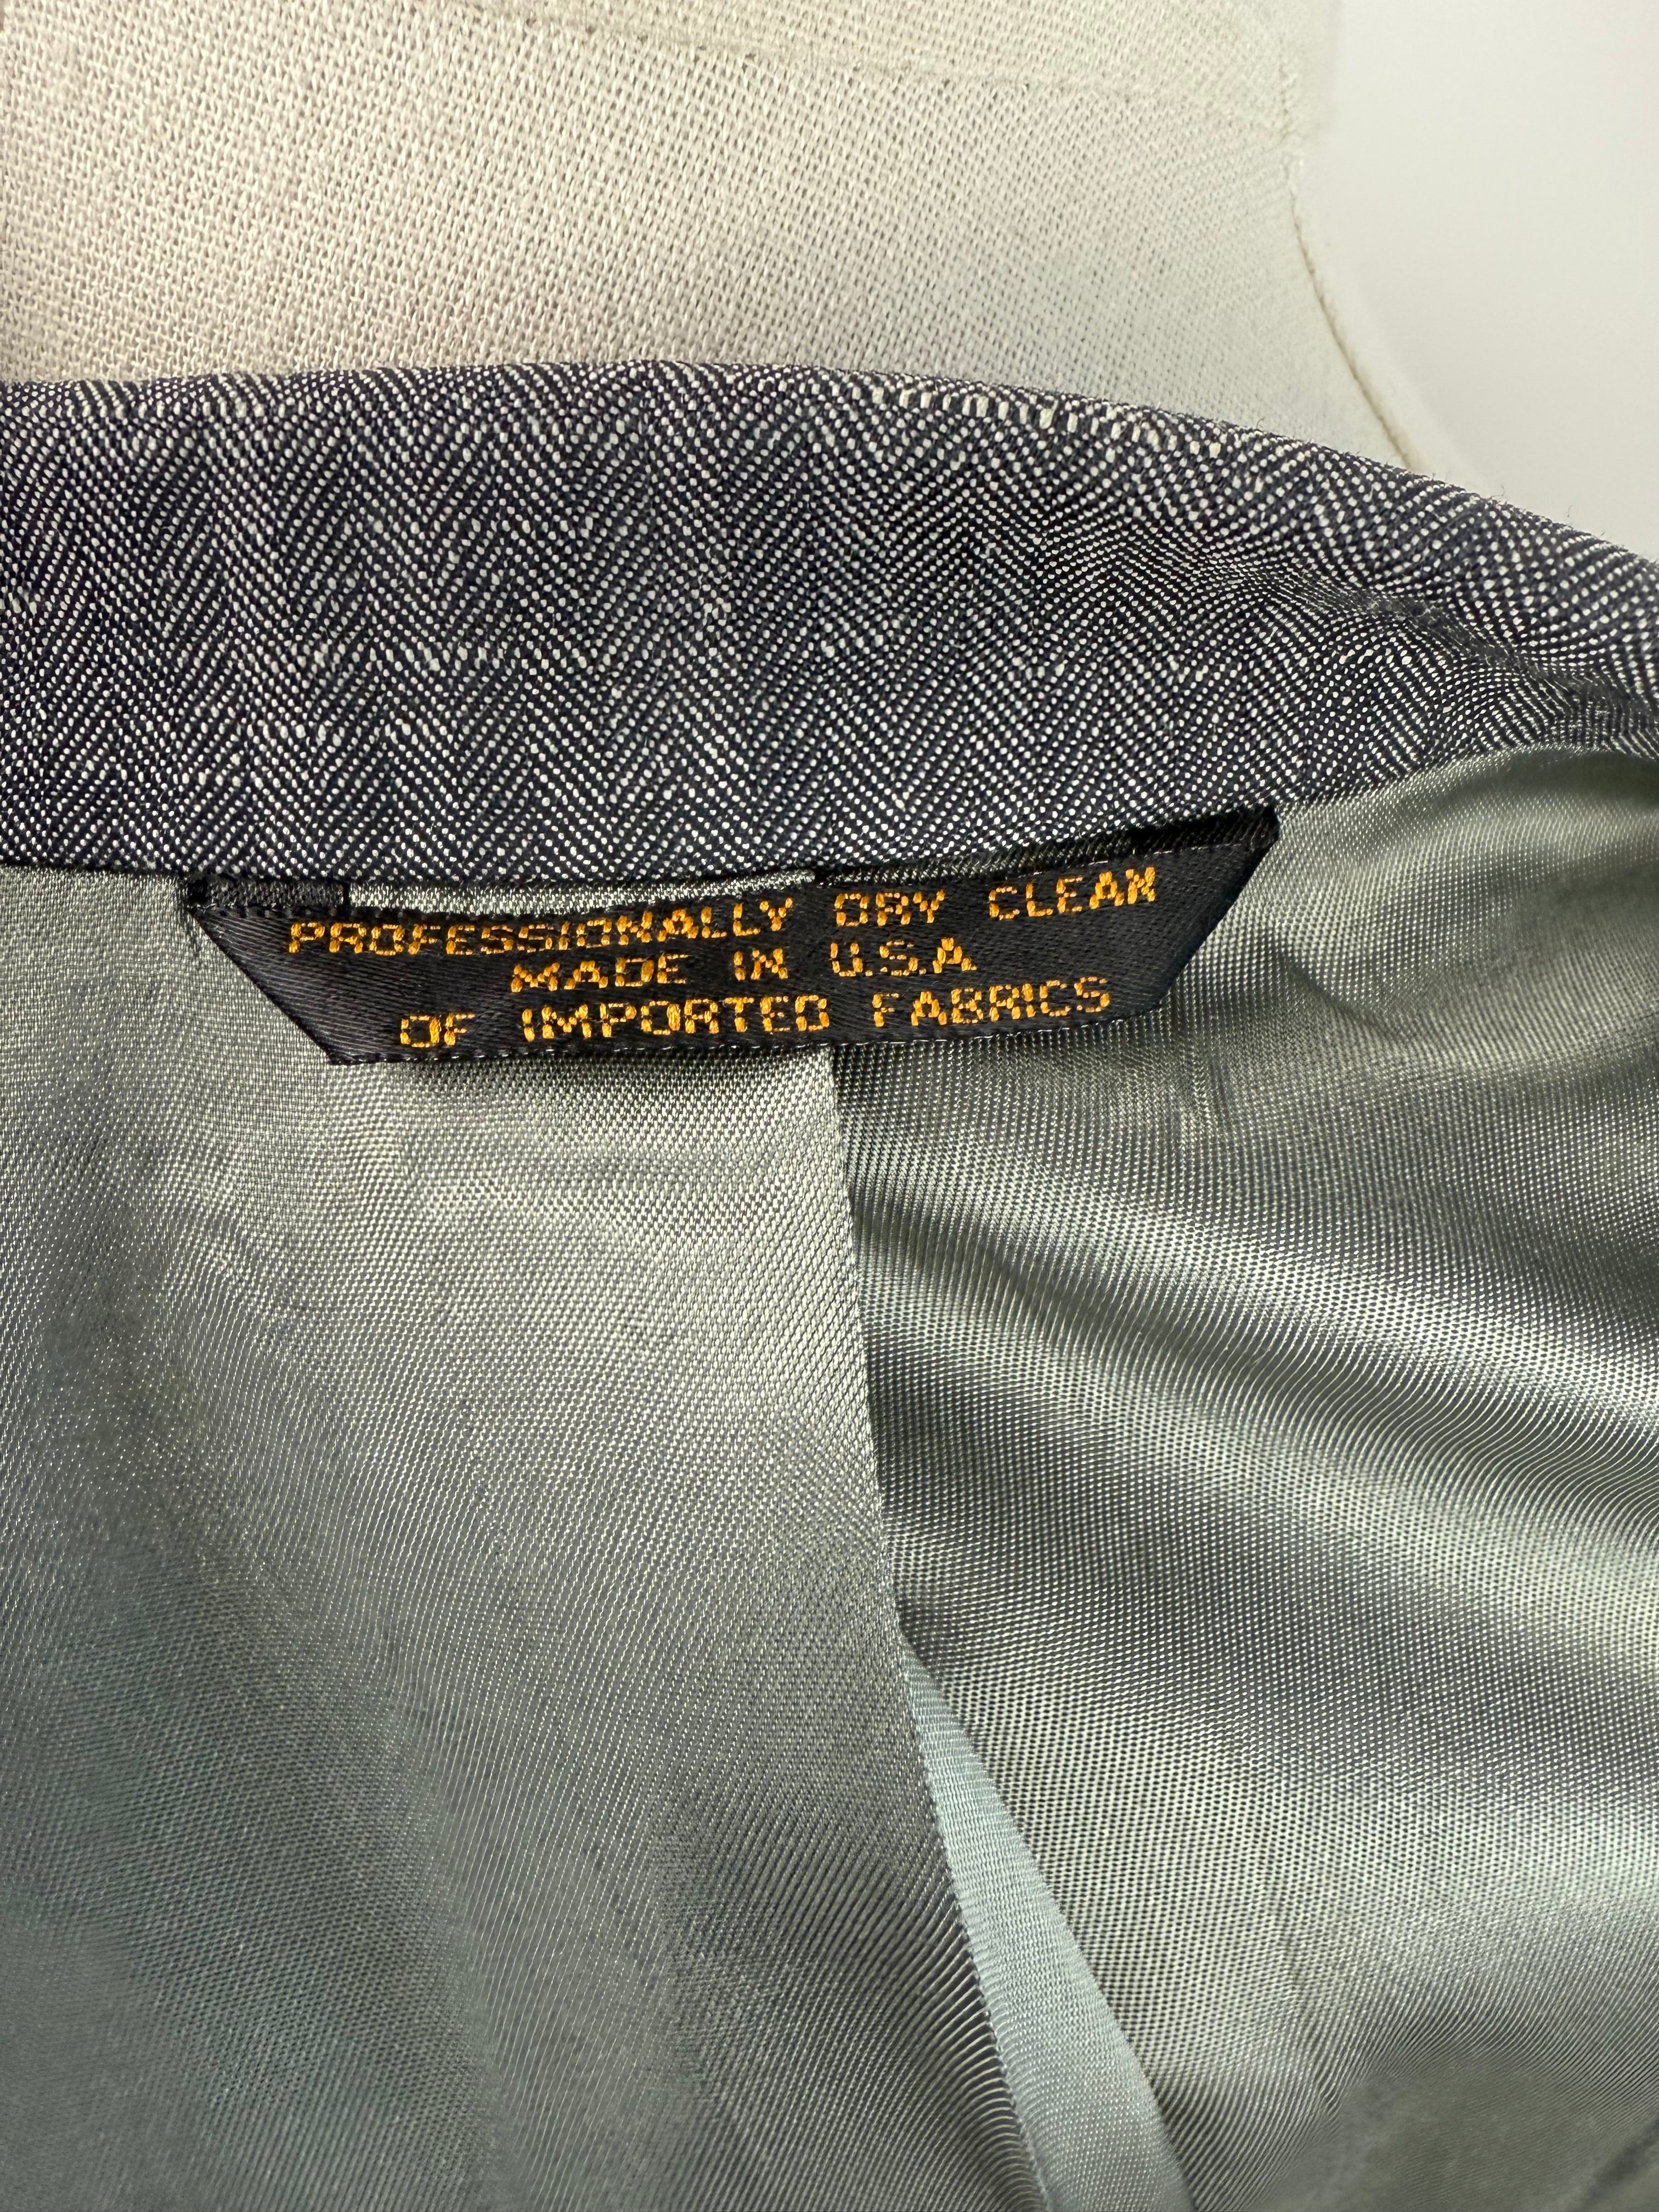 PROFESSIONALLY DRY CLEAN
MADE IN U.S.A
OF IMPORTED FABRICS